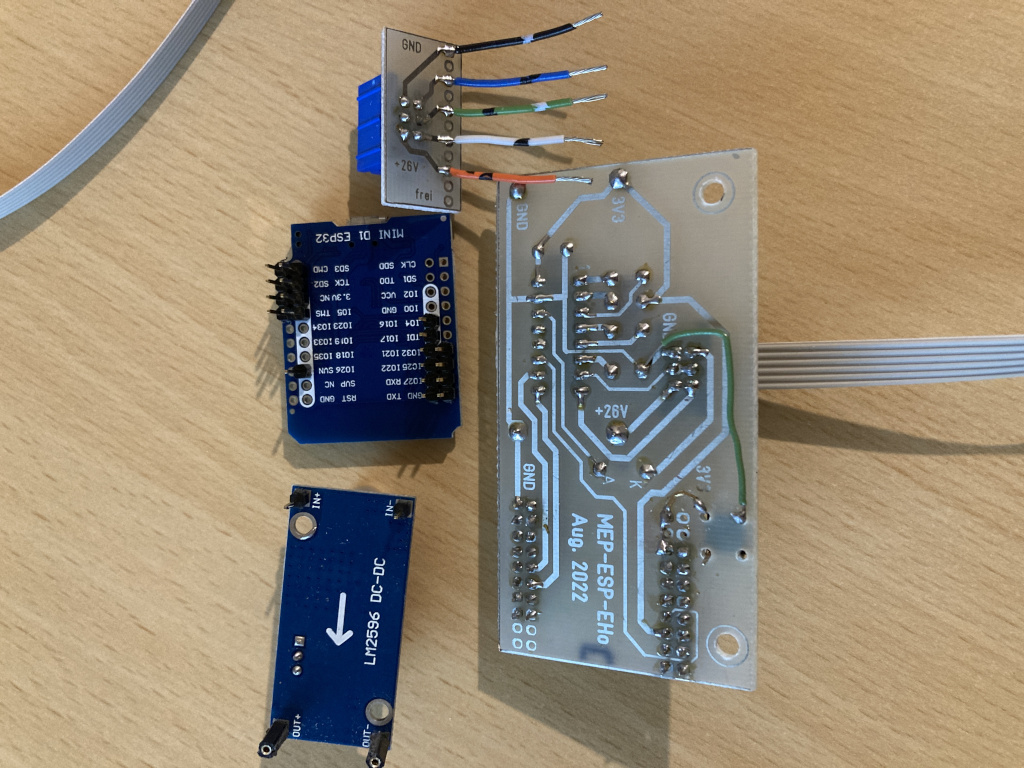 GND
+26V
frei
MINI D1 ESP32
CMD SD3 SDD CLK
SD2 TCK TDO SD1
NC 3.3V VCC IO2
TMS IO5 GND IO0
IO34 IO23 IO16 IO4
IO33 IO19 IO17 TDI
IO35 IO18 IO21 IO32
SVN IO26 IO22 IO25
NC SVP RXD IO27
GND RST TXD GND
IN+
IN-
LM2596 DC-DC
OUT+
OUT-
GND
3V3
GND
+26V
GND
A
K
3V3
MEP-ESP-EHo
Aug. 2022